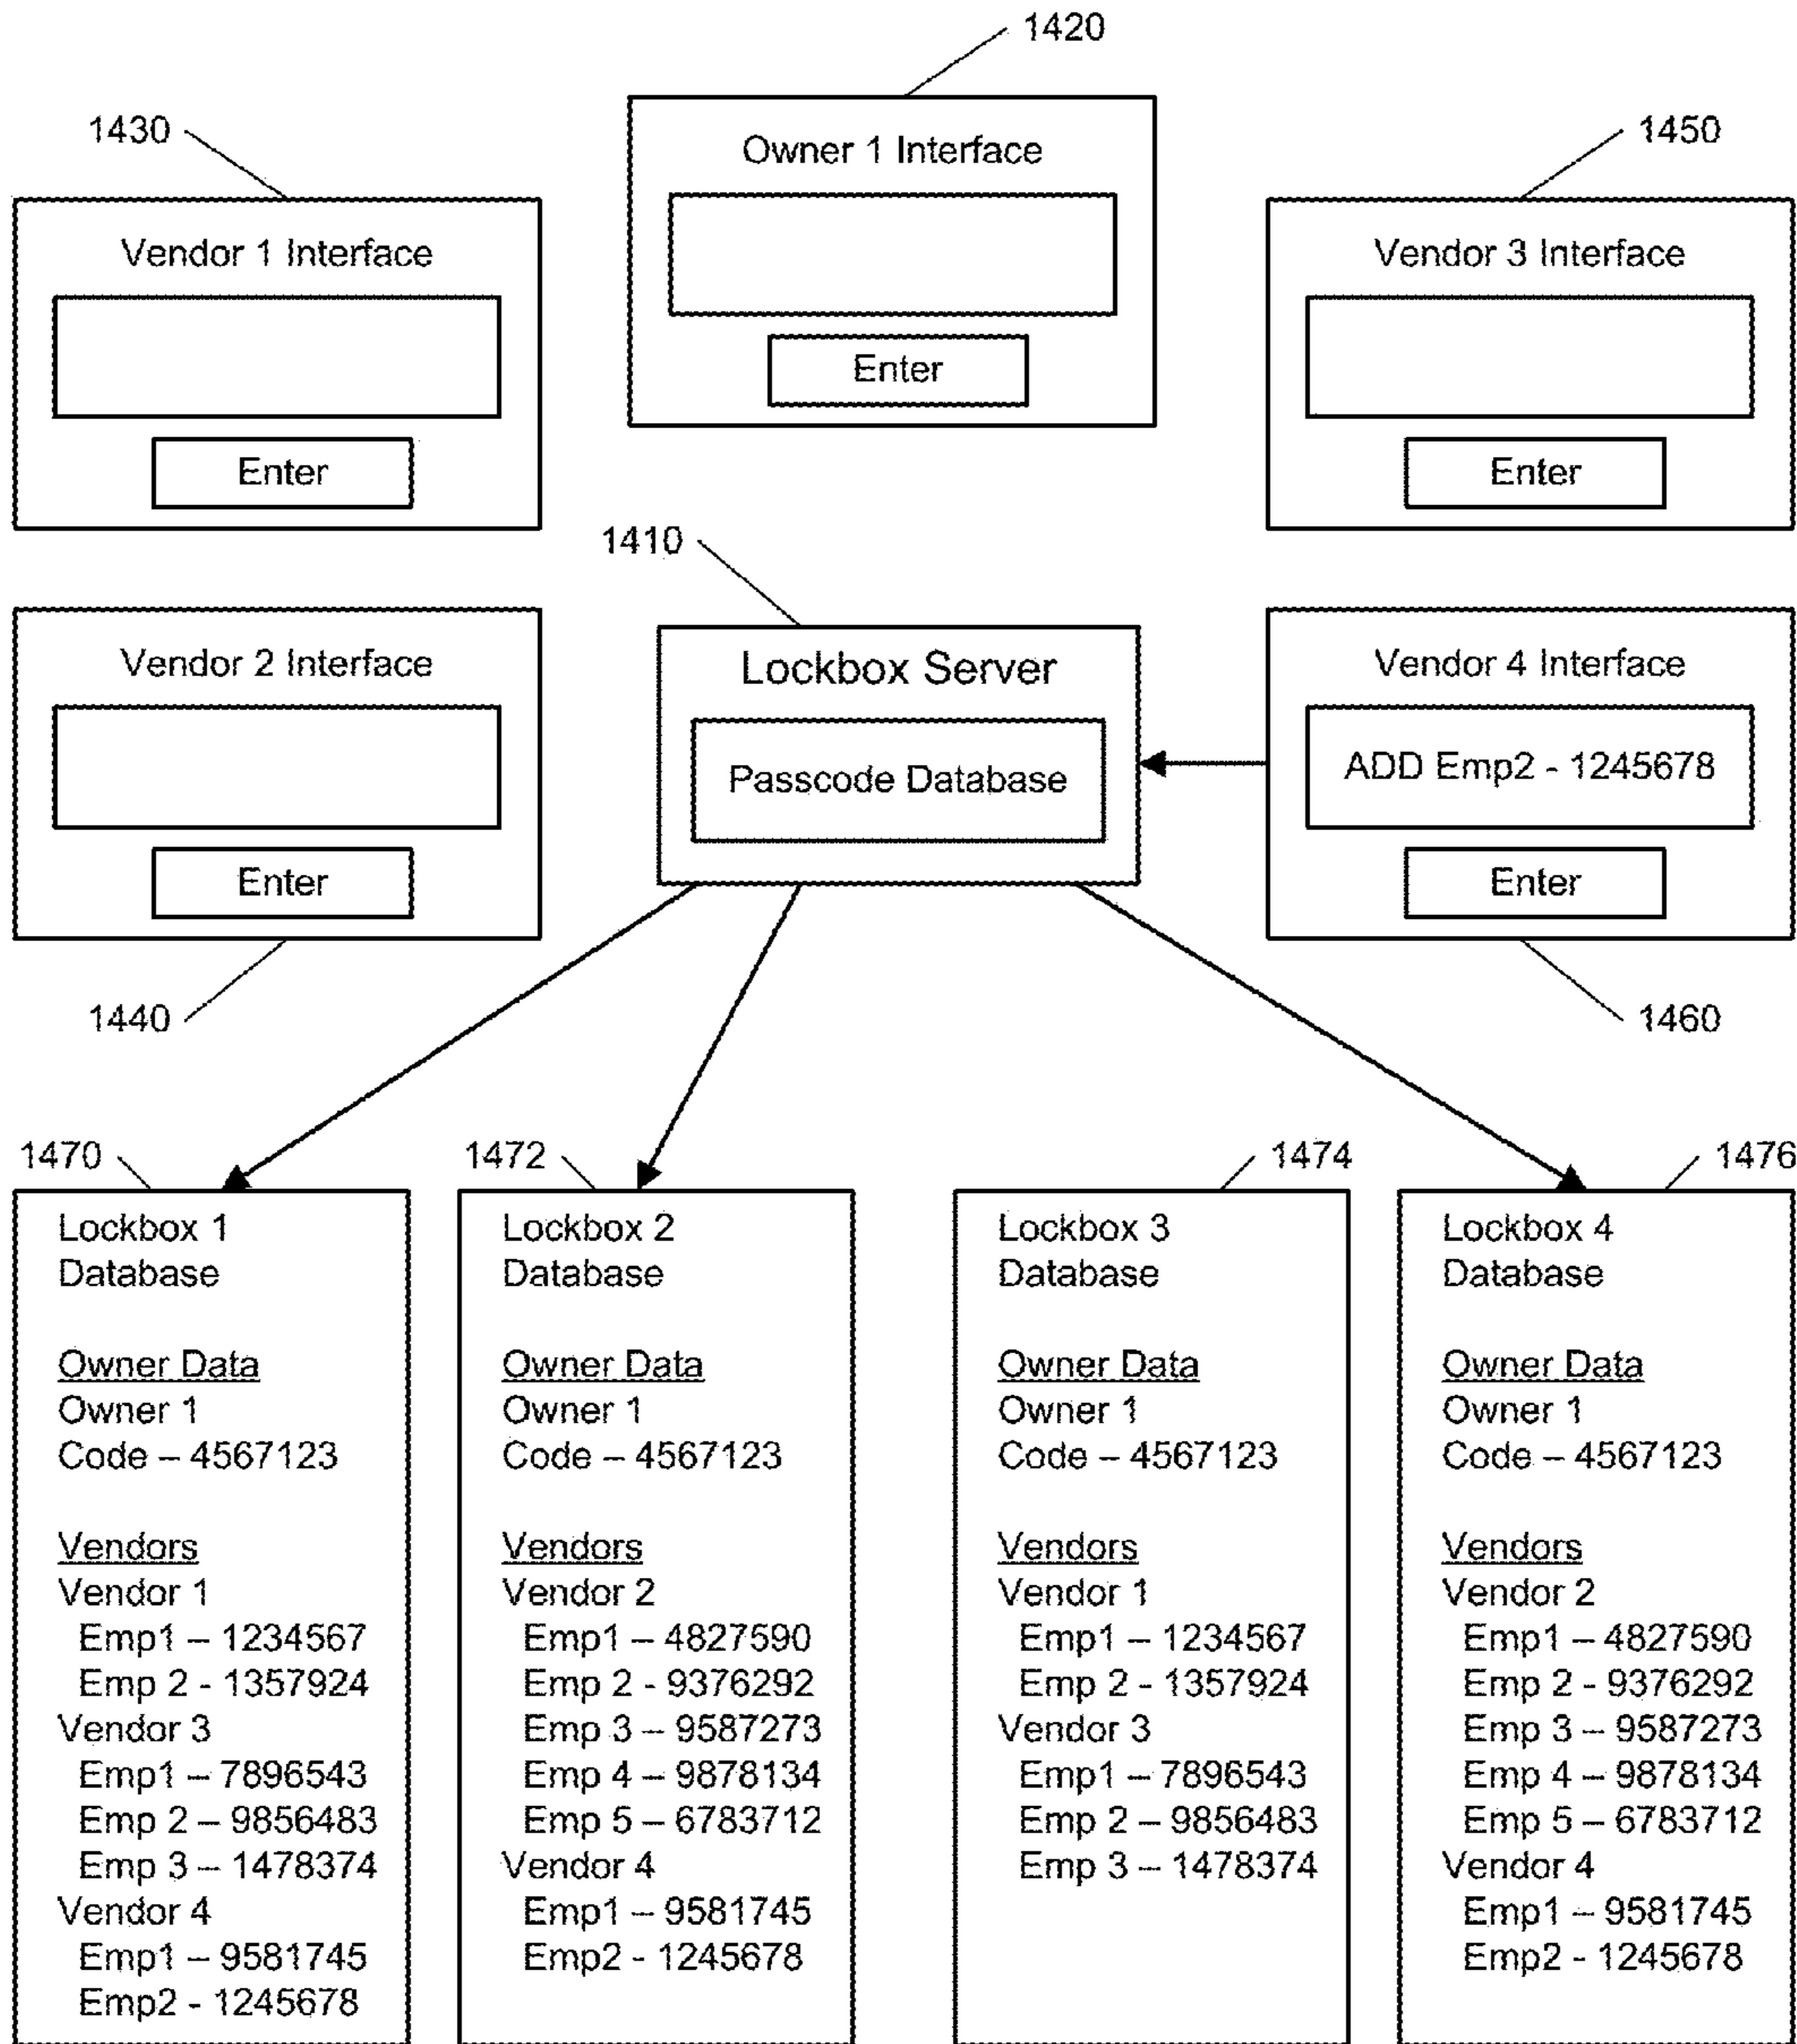 1420
1430
Owner 1 Interface
Enter
1450
Vendor 1 Interface
Enter
Vendor 3 Interface
Enter
1410
Vendor 2 Interface
Enter
1440
Lockbox Server
Passcode Database
Vendor 4 Interface
ADD Emp2 - 1245678
Enter
1460
1470
Lockbox 1
Database
Owner Data
Owner 1
Code – 4567123
Vendors
Vendor 1
Emp1 – 1234567
Emp 2 - 1357924
Vendor 3
Emp1 – 7896543
Emp 2 – 9856483
Emp 3 – 1478374
Vendor 4
Emp1 – 9581745
Emp2 - 1245678
1472
Lockbox 2
Database
Owner Data
Owner 1
Code – 4567123
Vendors
Vendor 2
Emp1 – 4827590
Emp 2 - 9376292
Emp 3 – 9587273
Emp 4 – 9878134
Emp 5 – 6783712
Vendor 4
Emp1 – 9581745
Emp2 - 1245678
1474
Lockbox 3
Database
Owner Data
Owner 1
Code – 4567123
Vendors
Vendor 1
Emp1 – 1234567
Emp 2 - 1357924
Vendor 3
Emp1 – 7896543
Emp 2 – 9856483
Emp 3 – 1478374
1476
Lockbox 4
Database
Owner Data
Owner 1
Code – 4567123
Vendors
Vendor 2
Emp1 – 4827590
Emp 2 - 9376292
Emp 3 – 9587273
Emp 4 – 9878134
Emp 5 – 6783712
Vendor 4
Emp1 – 9581745
Emp2 - 1245678